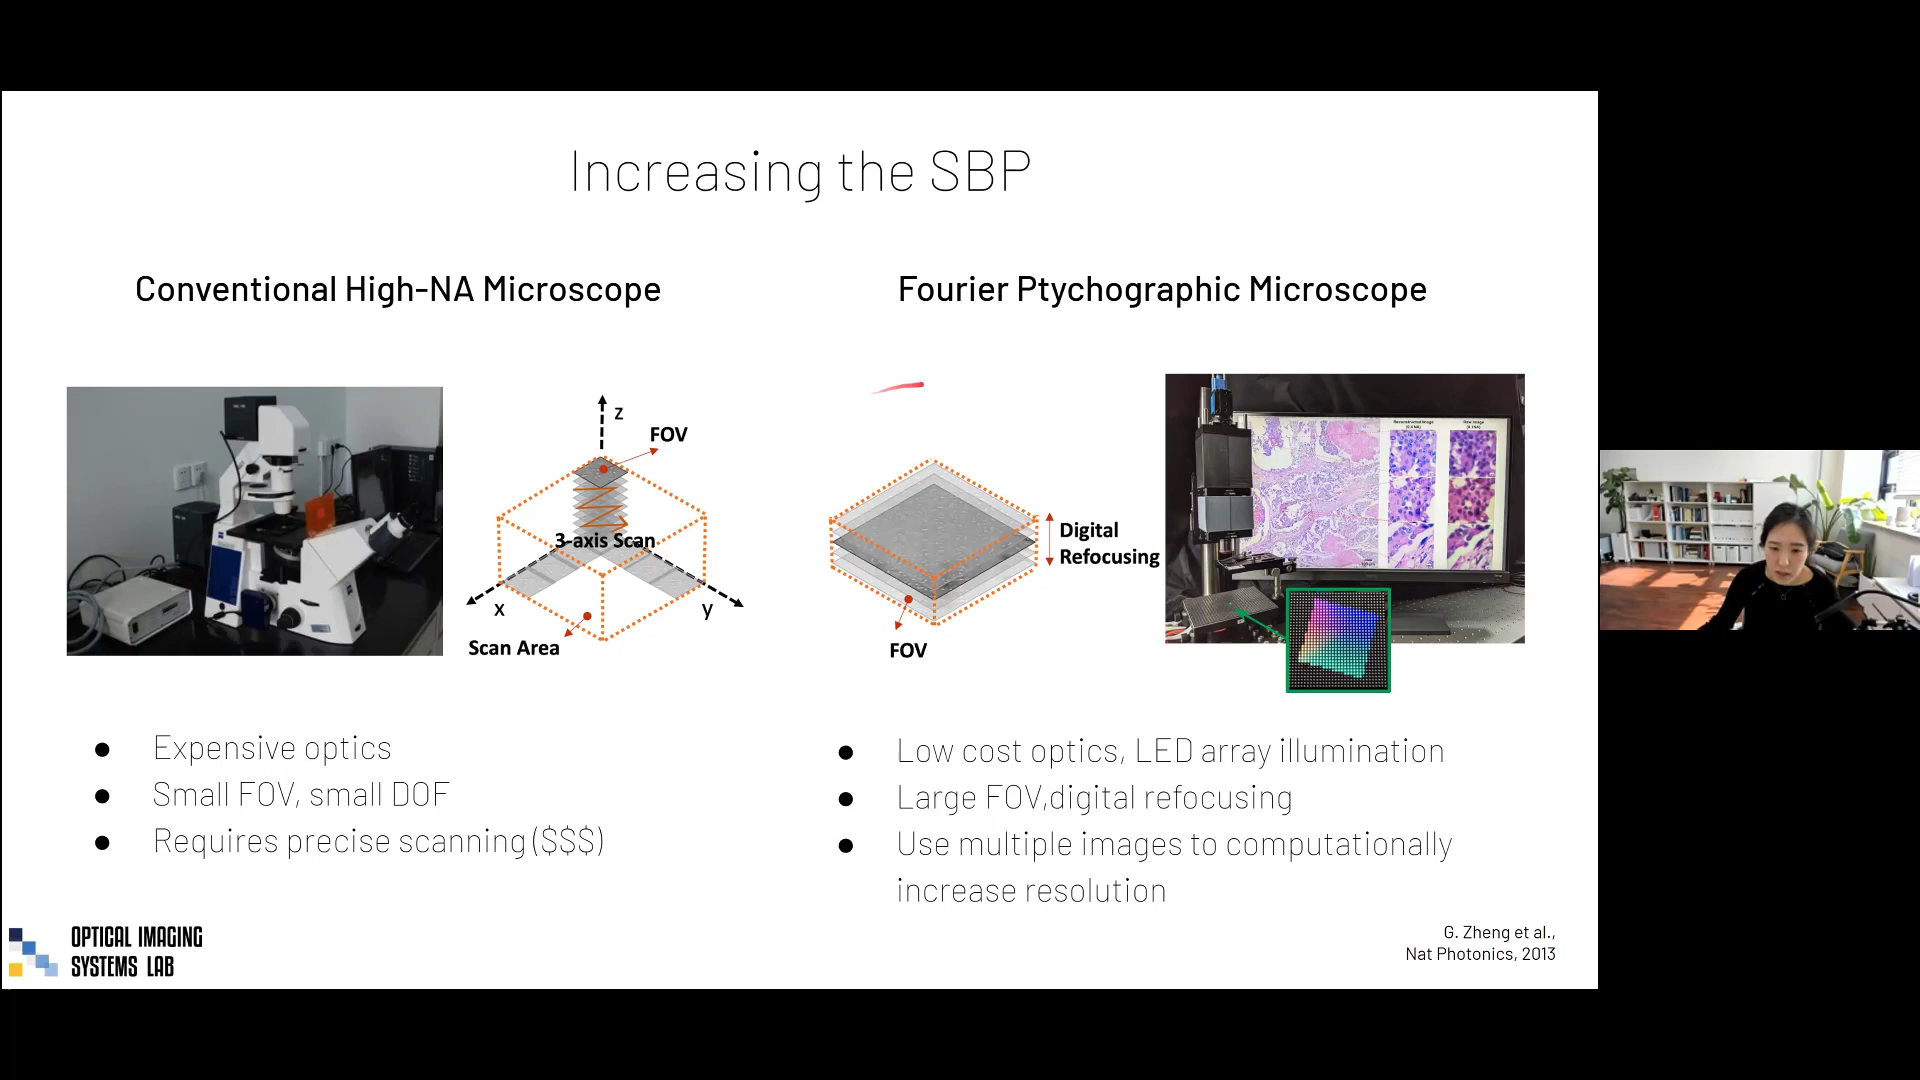 Increasing the SBP
Conventional High-NA Microscope
z
FOV
3-axis Scan
x
y
Scan Area
Expensive optics
Small FOV, small DOF
Requires precise scanning ($$$)
Fourier Ptychographic Microscope
Digital
Refocusing
FOV
Low cost optics, LED array illumination
Large FOV,digital refocusing
Use multiple images to computationally
increase resolution
G. Zheng et al.,
Nat Photonics, 2013
OPTICAL IMAGING
SYSTEMS LAB